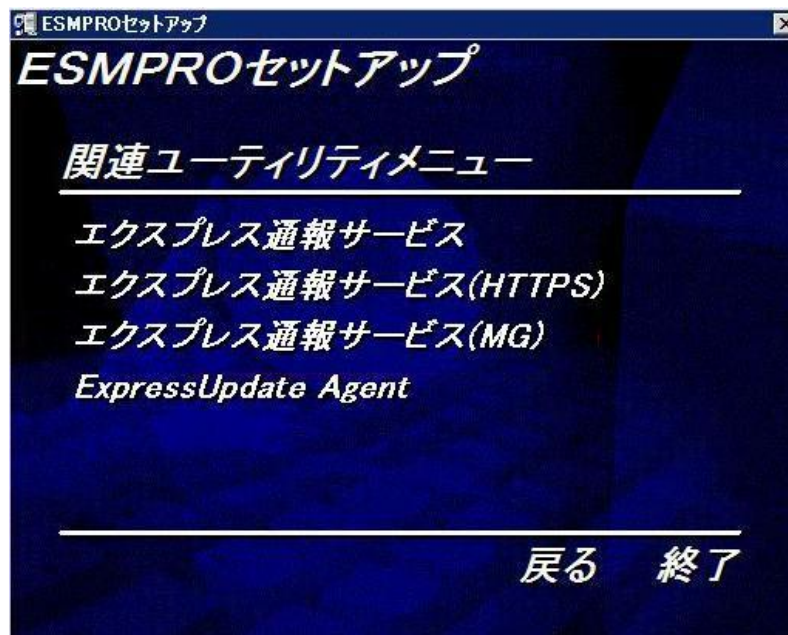 ESMPROセットアップ
ESMPROセットアップ
関連ユーティリティメニュー
エクスプレス通報サービス
エクスプレス通報サービス(HTTPS)
エクスプレス通報サービス(MG)
ExpressUpdate Agent
戻る 終了